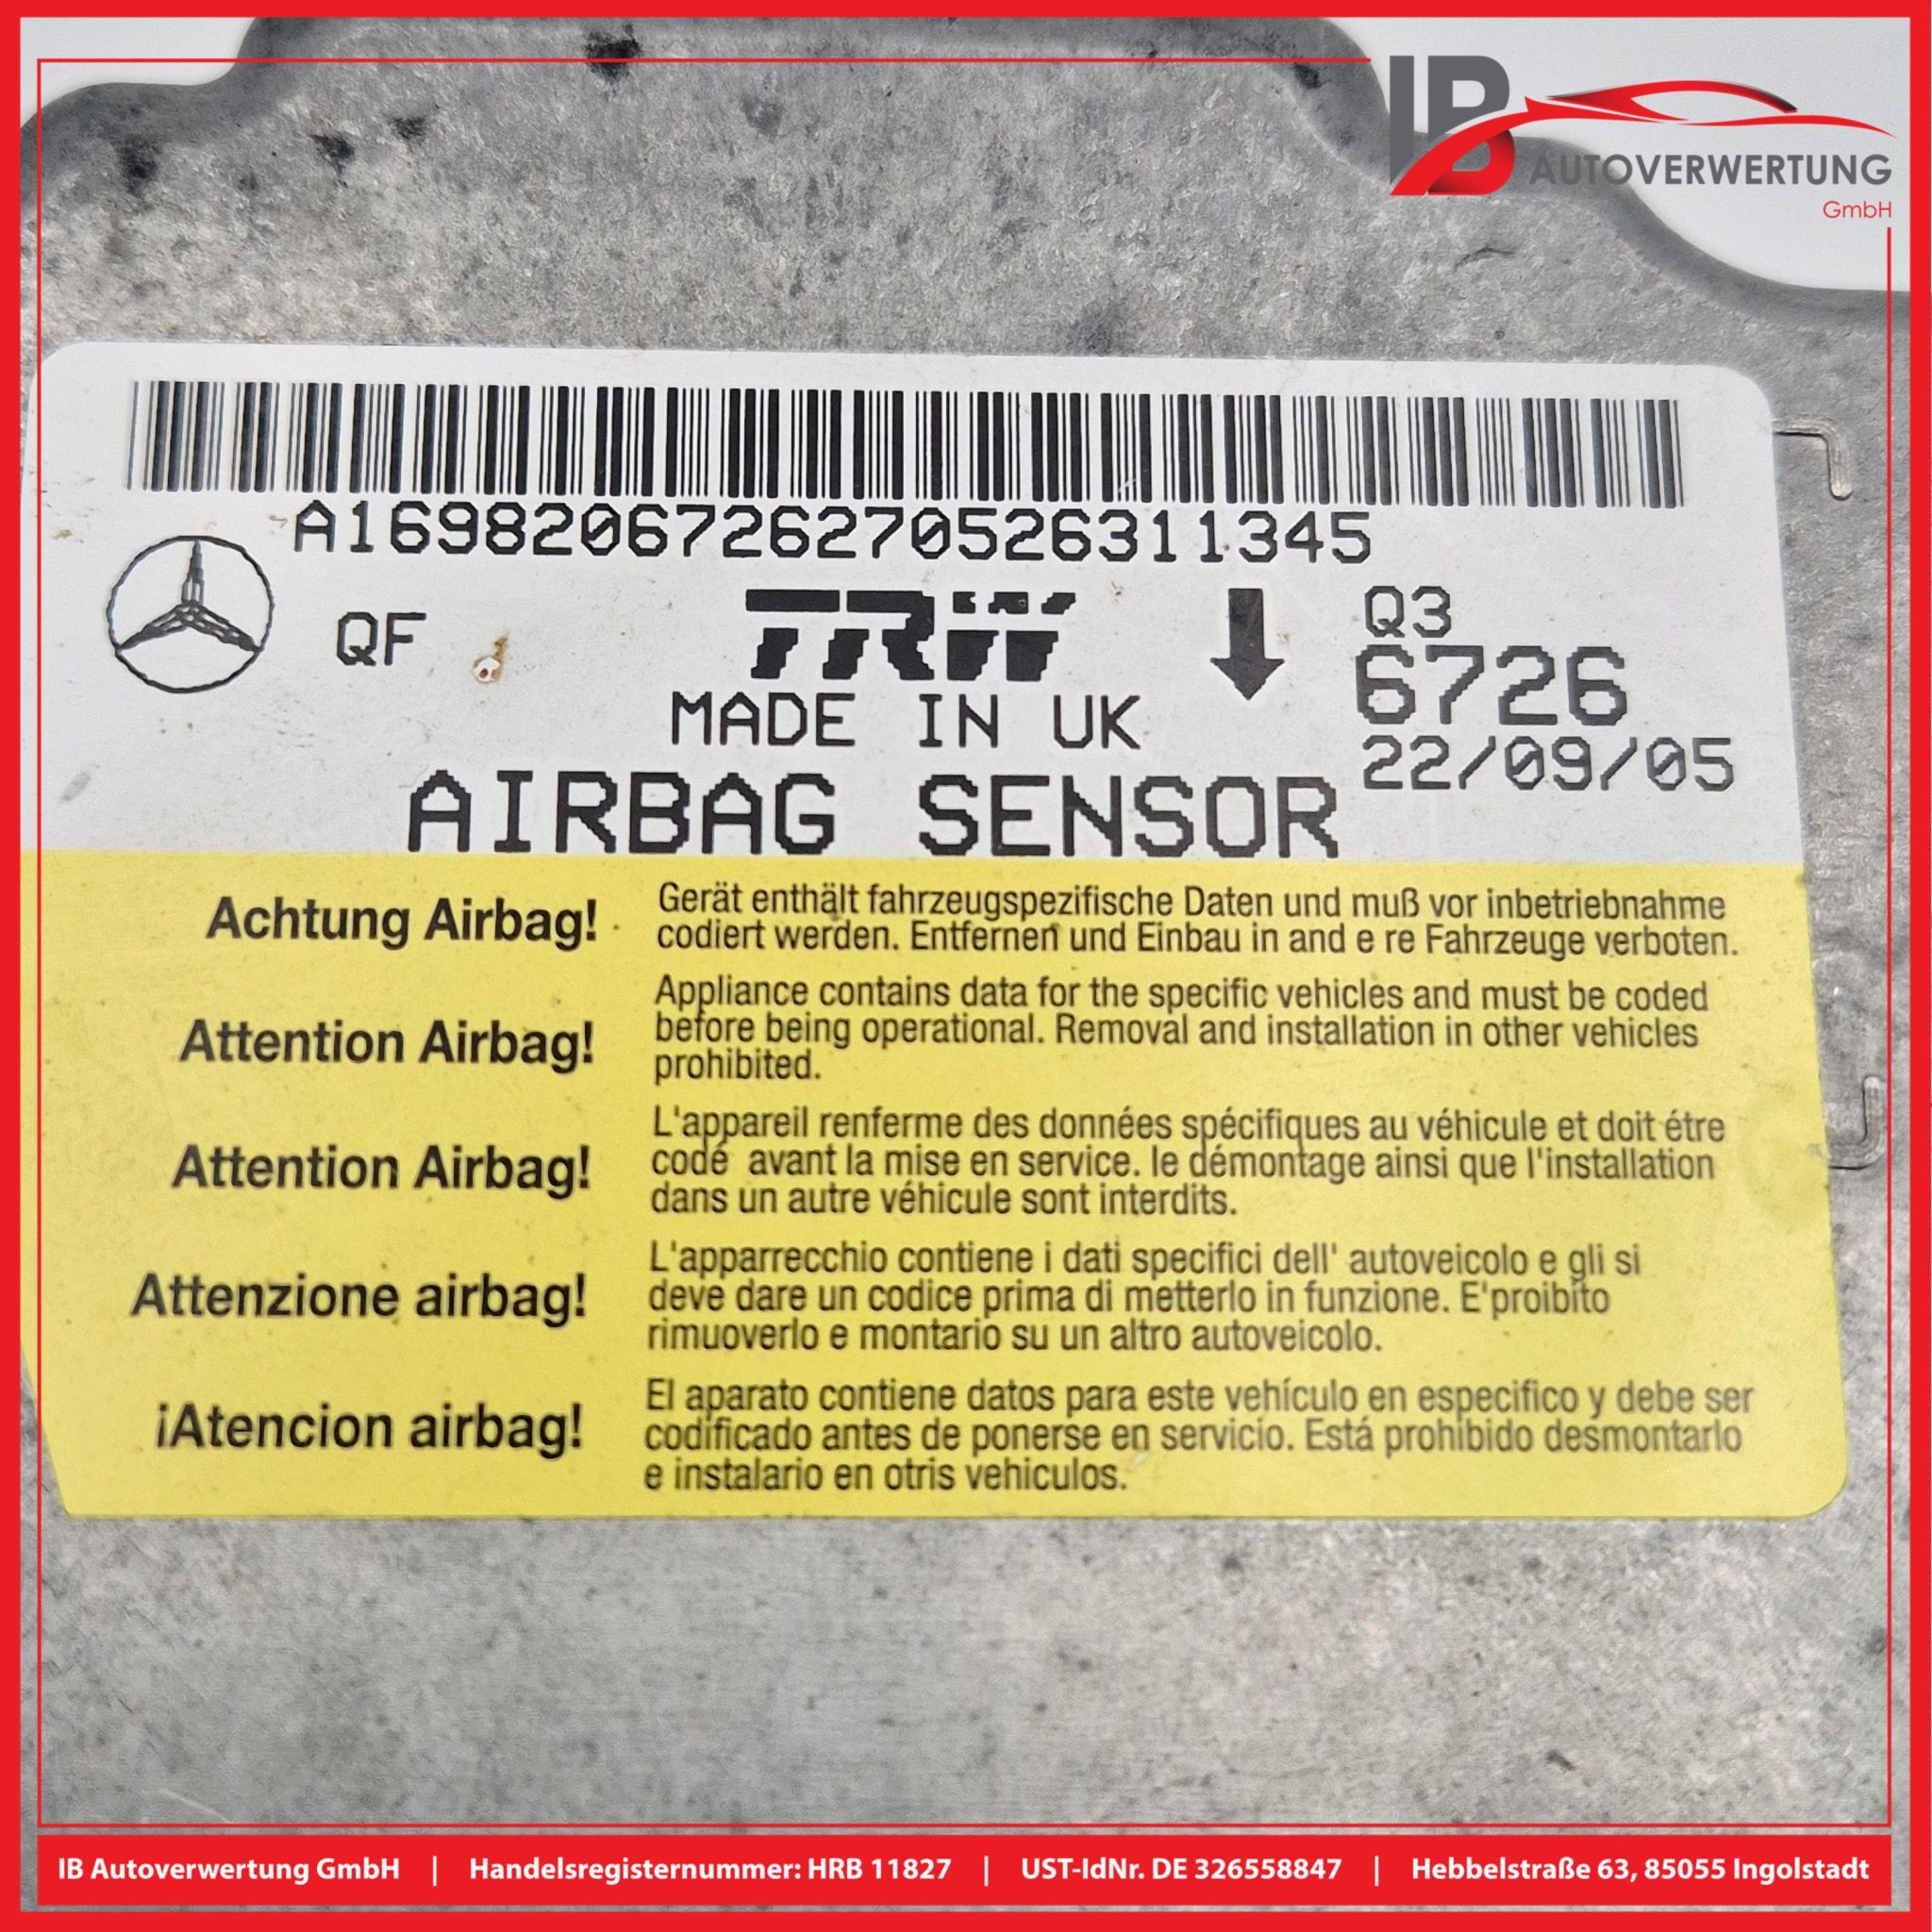 IB
AUTOVERWERTUNG
GmbH
A1698206726270526311345
QF
TRW
Q3
6726
MADE IN UK
22/09/05
AIRBAG SENSOR
Achtung Airbag!
Gerät enthält fahrzeugspezifische Daten und muß vor inbetriebnahme
codiert werden. Entfernen und Einbau in and e re Fahrzeuge verboten.
Attention Airbag!
Appliance contains data for the specific vehicles and must be coded
before being operational. Removal and installation in other vehicles
prohibited.
Attention Airbag!
L'appareil renferme des données spécifiques au véhicule et doit étre
codé avant la mise en service. le démontage ainsi que l'installation
dans un autre véhicule sont interdits.
Attenzione airbag!
L'apparrecchio contiene i dati specifici dell' autoveicolo e gli si
deve dare un codice prima di metterlo in funzione. E'proibito
rimuoverlo e montario su un altro autoveicolo.
¡Atencion airbag!
El aparato contiene datos para este vehículo en especifico y debe ser
codificado antes de ponerse en servicio. Está prohibido desmontarlo
e instalario en otris vehiculos.
IB Autoverwertung GmbH | Handelsregisternummer: HRB 11827 | UST-IdNr. DE 326558847 | Hebbelstraße 63, 85055 Ingolstadt